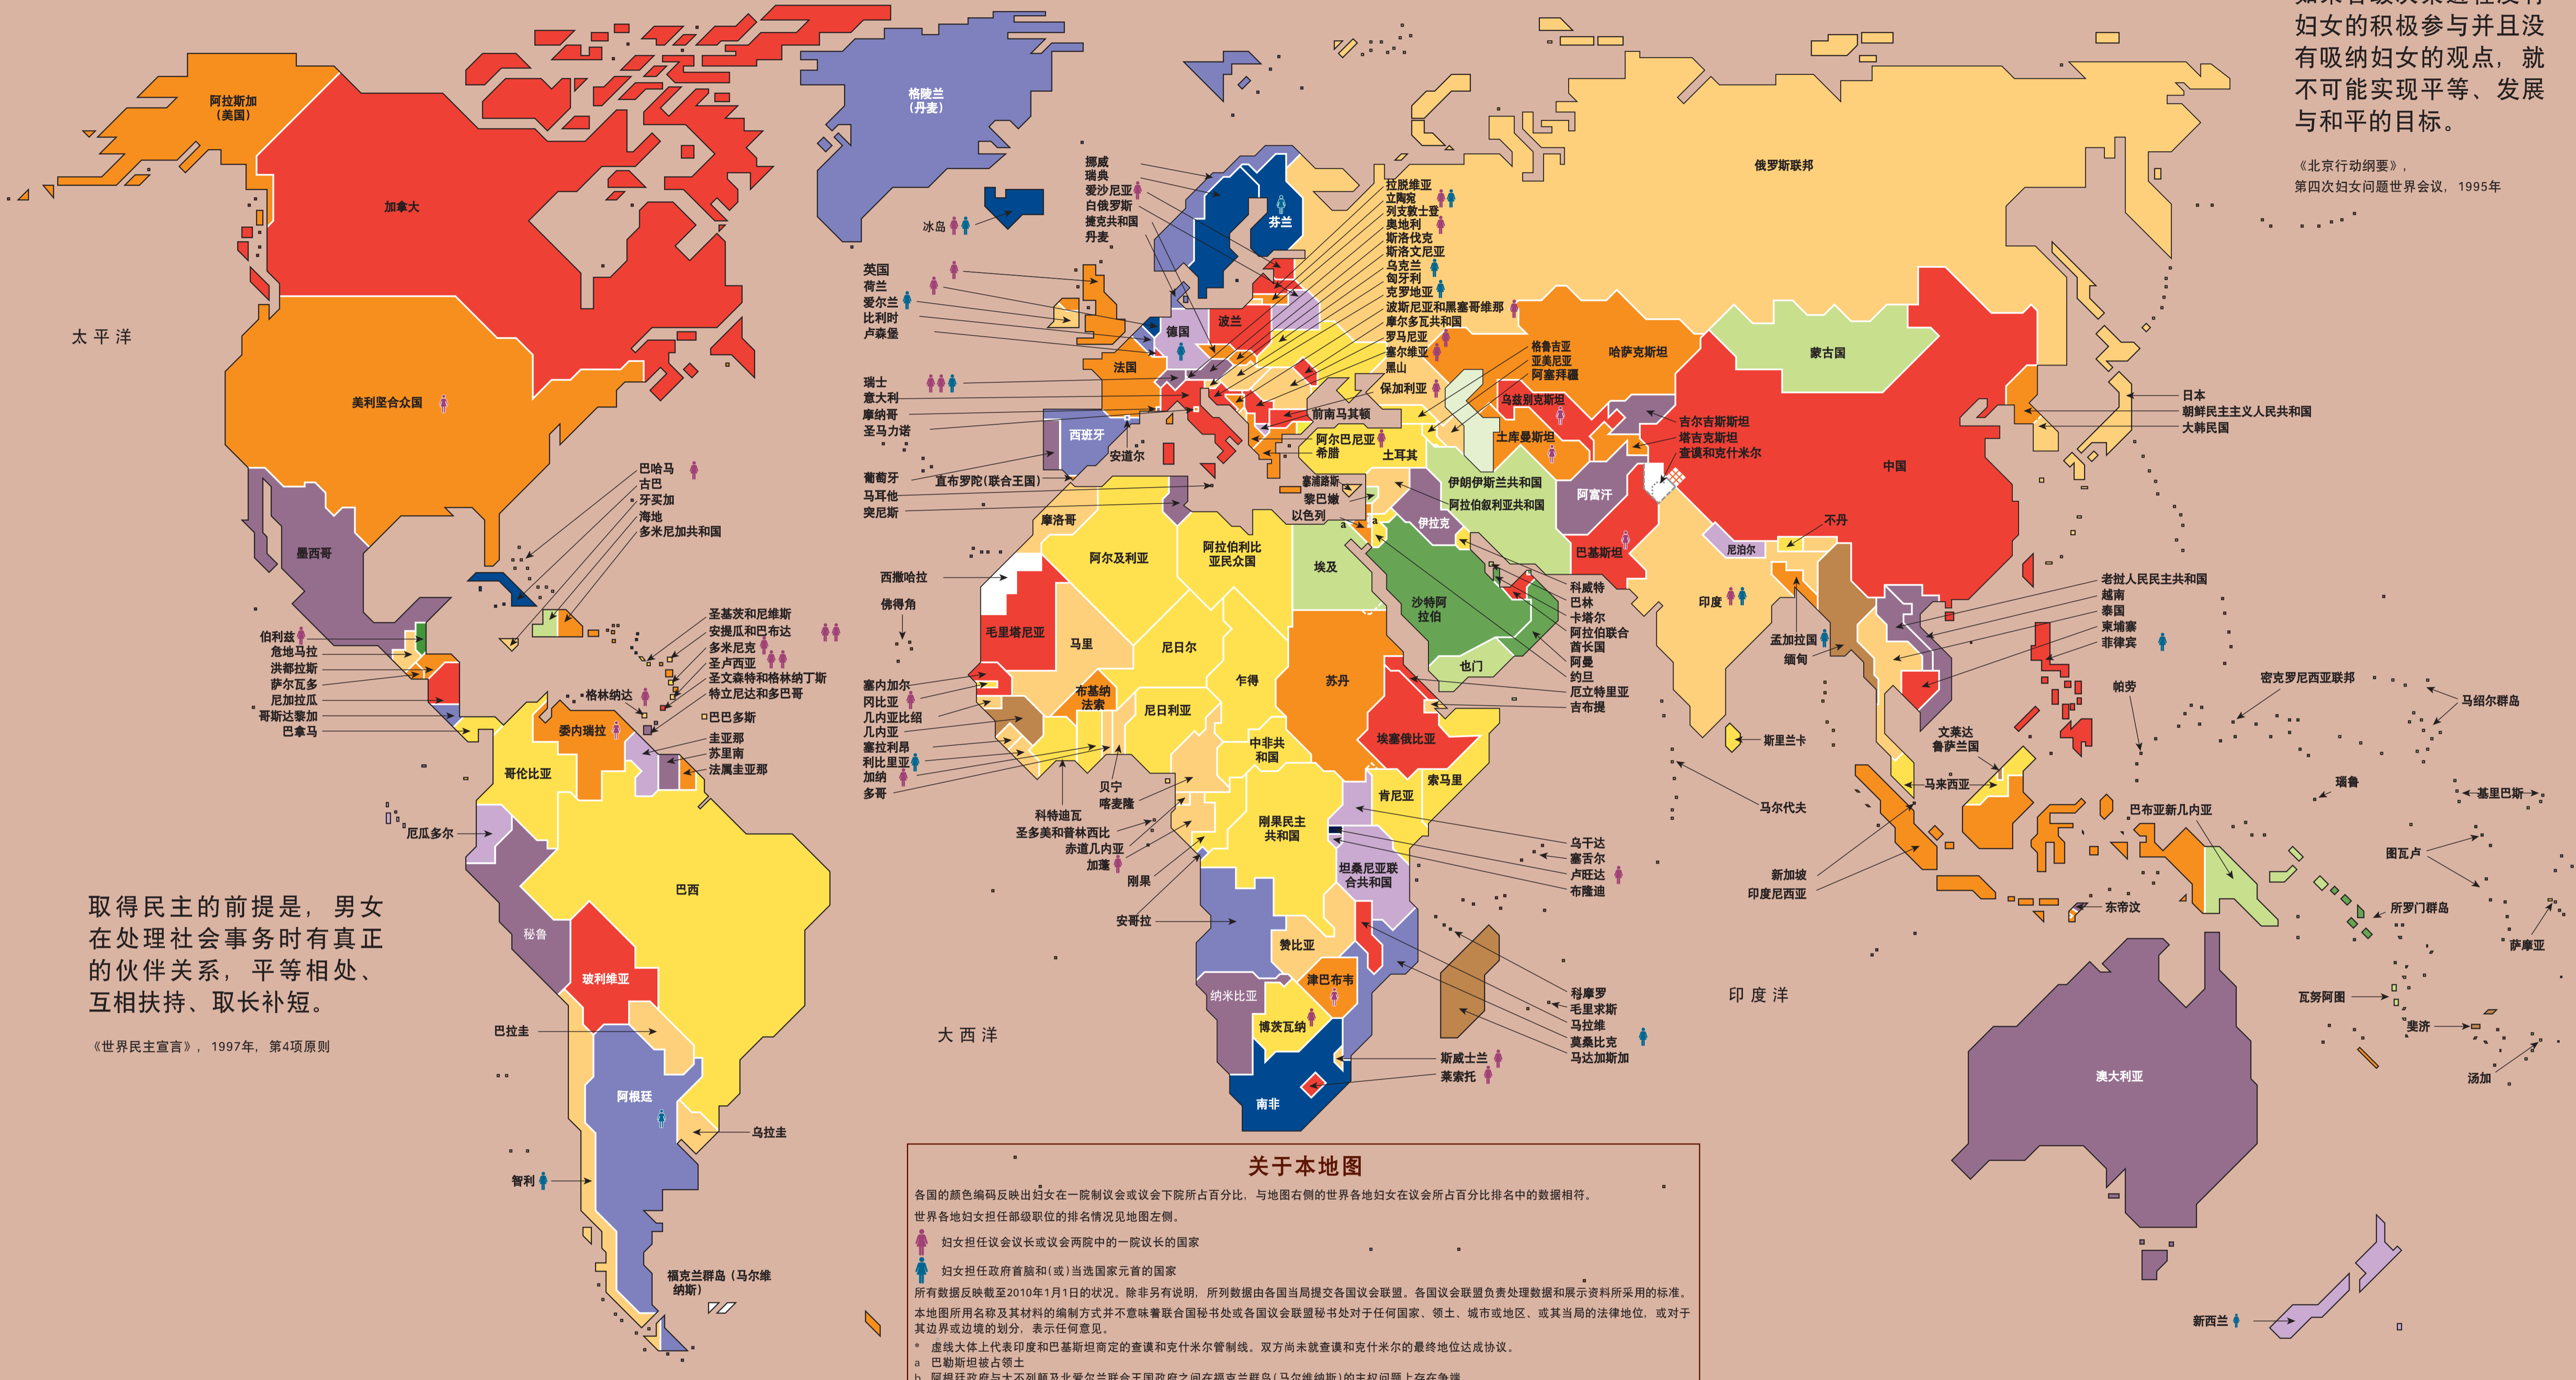 妇女的积极参与并且没
有吸纳妇女的观点，就
不可能实现平等、发展
与和平的目标。
《北京行动纲要》，
第四次妇女问题世界会议，1995年
阿拉斯加
（美国）
加拿大
格陵兰
（丹麦）
冰岛
俄罗斯联邦
太平洋
美利坚合众国
墨西哥
挪威
瑞典
爱沙尼亚
白俄罗斯
捷克共和国
丹麦
芬兰
拉脱维亚
立陶宛
列支敦士登
奥地利
斯洛伐克
斯洛文尼亚
乌克兰
匈牙利
克罗地亚
波斯尼亚和黑塞哥维那
摩尔多瓦共和国
罗马尼亚
塞尔维亚
黑山
保加利亚
前南马其顿
阿尔巴尼亚
希腊
土耳其
英国
荷兰
爱尔兰
比利时
卢森堡
瑞士
意大利
摩纳哥
圣马力诺
葡萄牙
马耳他
突尼斯
德国
波兰
法国
西班牙
安道尔
直布罗陀(联合王国)
塞浦路斯
黎巴嫩
以色列
a
a
格鲁吉亚
亚美尼亚
阿塞拜疆
哈萨克斯坦
蒙古国
乌兹别克斯坦
土库曼斯坦
吉尔吉斯斯坦
塔吉克斯坦
查谟和克什米尔
中国
日本
朝鲜民主主义人民共和国
大韩民国
伊朗伊斯兰共和国
阿拉伯叙利亚共和国
伊拉克
阿富汗
巴基斯坦
尼泊尔
不丹
印度
孟加拉国
缅甸
老挝人民民主共和国
越南
泰国
柬埔寨
菲律宾
巴哈马
古巴
牙买加
海地
多米尼加共和国
伯利兹
危地马拉
洪都拉斯
萨尔瓦多
尼加拉瓜
哥斯达黎加
巴拿马
圣基茨和尼维斯
安提瓜和巴布达
多米尼克
圣卢西亚
圣文森特和格林纳丁斯
特立尼达和多巴哥
格林纳达
巴巴多斯
圭亚那
苏里南
法属圭亚那
委内瑞拉
哥伦比亚
厄瓜多尔
巴西
秘鲁
玻利维亚
巴拉圭
阿根廷
乌拉圭
智利
福克兰群岛（马尔维
纳斯）
西撒哈拉
佛得角
摩洛哥
阿尔及利亚
阿拉伯利比
亚民众国
埃及
沙特阿
拉伯
也门
科威特
巴林
卡塔尔
阿拉伯联合
酋长国
阿曼
约旦
厄立特里亚
吉布提
毛里塔尼亚
马里
尼日尔
乍得
苏丹
布基纳
法索
尼日利亚
中非共
和国
埃塞俄比亚
索马里
肯尼亚
塞内加尔
冈比亚
几内亚比绍
几内亚
塞拉利昂
利比里亚
加纳
多哥
贝宁
喀麦隆
科特迪瓦
圣多美和普林西比
赤道几内亚
加蓬
刚果
安哥拉
刚果民主
共和国
坦桑尼亚联
合共和国
乌干达
塞舌尔
卢旺达
布隆迪
赞比亚
津巴布韦
纳米比亚
博茨瓦纳
南非
科摩罗
毛里求斯
马拉维
莫桑比克
马达加斯加
斯威士兰
莱索托
大西洋
印度洋
斯里兰卡
马尔代夫
文莱达
鲁萨兰国
马来西亚
新加坡
印度尼西亚
东帝汶
帕劳
密克罗尼西亚联邦
马绍尔群岛
瑙鲁
基里巴斯
巴布亚新几内亚
图瓦卢
所罗门群岛
萨摩亚
瓦努阿图
斐济
汤加
澳大利亚
新西兰
取得民主的前提是，男女
在处理社会事务时有真正
的伙伴关系，平等相处、
互相扶持、取长补短。
《世界民主宣言》，1997年，第4项原则
关于本地图
各国的颜色编码反映出妇女在一院制议会或议会下院所占百分比，与地图右侧的世界各地妇女在议会所占百分比排名中的数据相符。
世界各地妇女担任部级职位的排名情况见地图左侧。
妇女担任议会议长或议会两院中的一院议长的国家
妇女担任政府首脑和(或)当选国家元首的国家
所有数据反映截至2010年1月1日的状况。除非另有说明，所列数据由各国当局提交各国议会联盟。各国议会联盟负责处理数据和展示资料所采用的标准。
本地图所用名称及其材料的编制方式并不意味着联合国秘书处或各国议会联盟秘书处对于任何国家、领土、城市或地区、或其当局的法律地位，或对于
其边界或边境的划分，表示任何意见。
* 虚线大体上代表印度和巴基斯坦商定的查谟和克什米尔管制线。双方尚未就查谟和克什米尔的最终地位达成协议。
a 巴勒斯坦被占领土
b 阿根廷政府与大不列颠及北爱尔兰联合王国政府之间在福克兰群岛(马尔维纳斯)的主权问题上存在争端